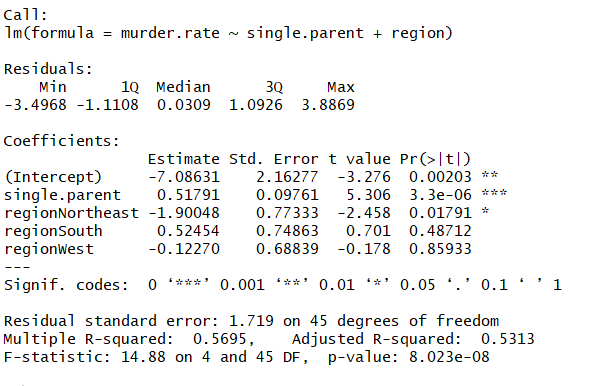 Call:
lm(formula = murder.rate ~ single.parent + region)
Residuals:
    Min      1Q  Median      3Q     Max
-3.4968 -1.1108  0.0309  1.0926  3.8869
Coefficients:
                Estimate Std. Error t value Pr(>|t|)
(Intercept)     -7.08631    2.16277  -3.276  0.00203 **
single.parent    0.51791    0.09761   5.306  3.3e-06 ***
regionNortheast -1.90048    0.77333  -2.458  0.01791 *
regionSouth      0.52454    0.74863   0.701  0.48712
regionWest      -0.12270    0.68839  -0.178  0.85933
---
Signif. codes:  0 ‘***’ 0.001 ‘**’ 0.01 ‘*’ 0.05 ‘.’ 0.1 ‘ ’ 1
Residual standard error: 1.719 on 45 degrees of freedom
Multiple R-squared:  0.5695,    Adjusted R-squared:  0.5313
F-statistic: 14.88 on 4 and 45 DF,  p-value: 8.023e-08